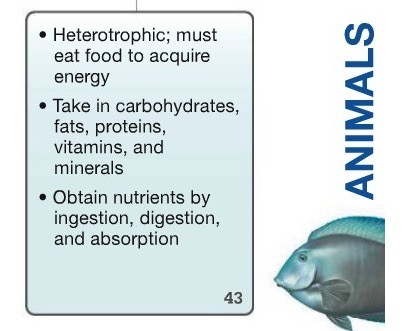 • Heterotrophic; must
eat food to acquire
energy
• Take in carbohydrates,
fats, proteins,
vitamins, and
minerals
• Obtain nutrients by
ingestion, digestion,
and absorption
43
ANIMALS